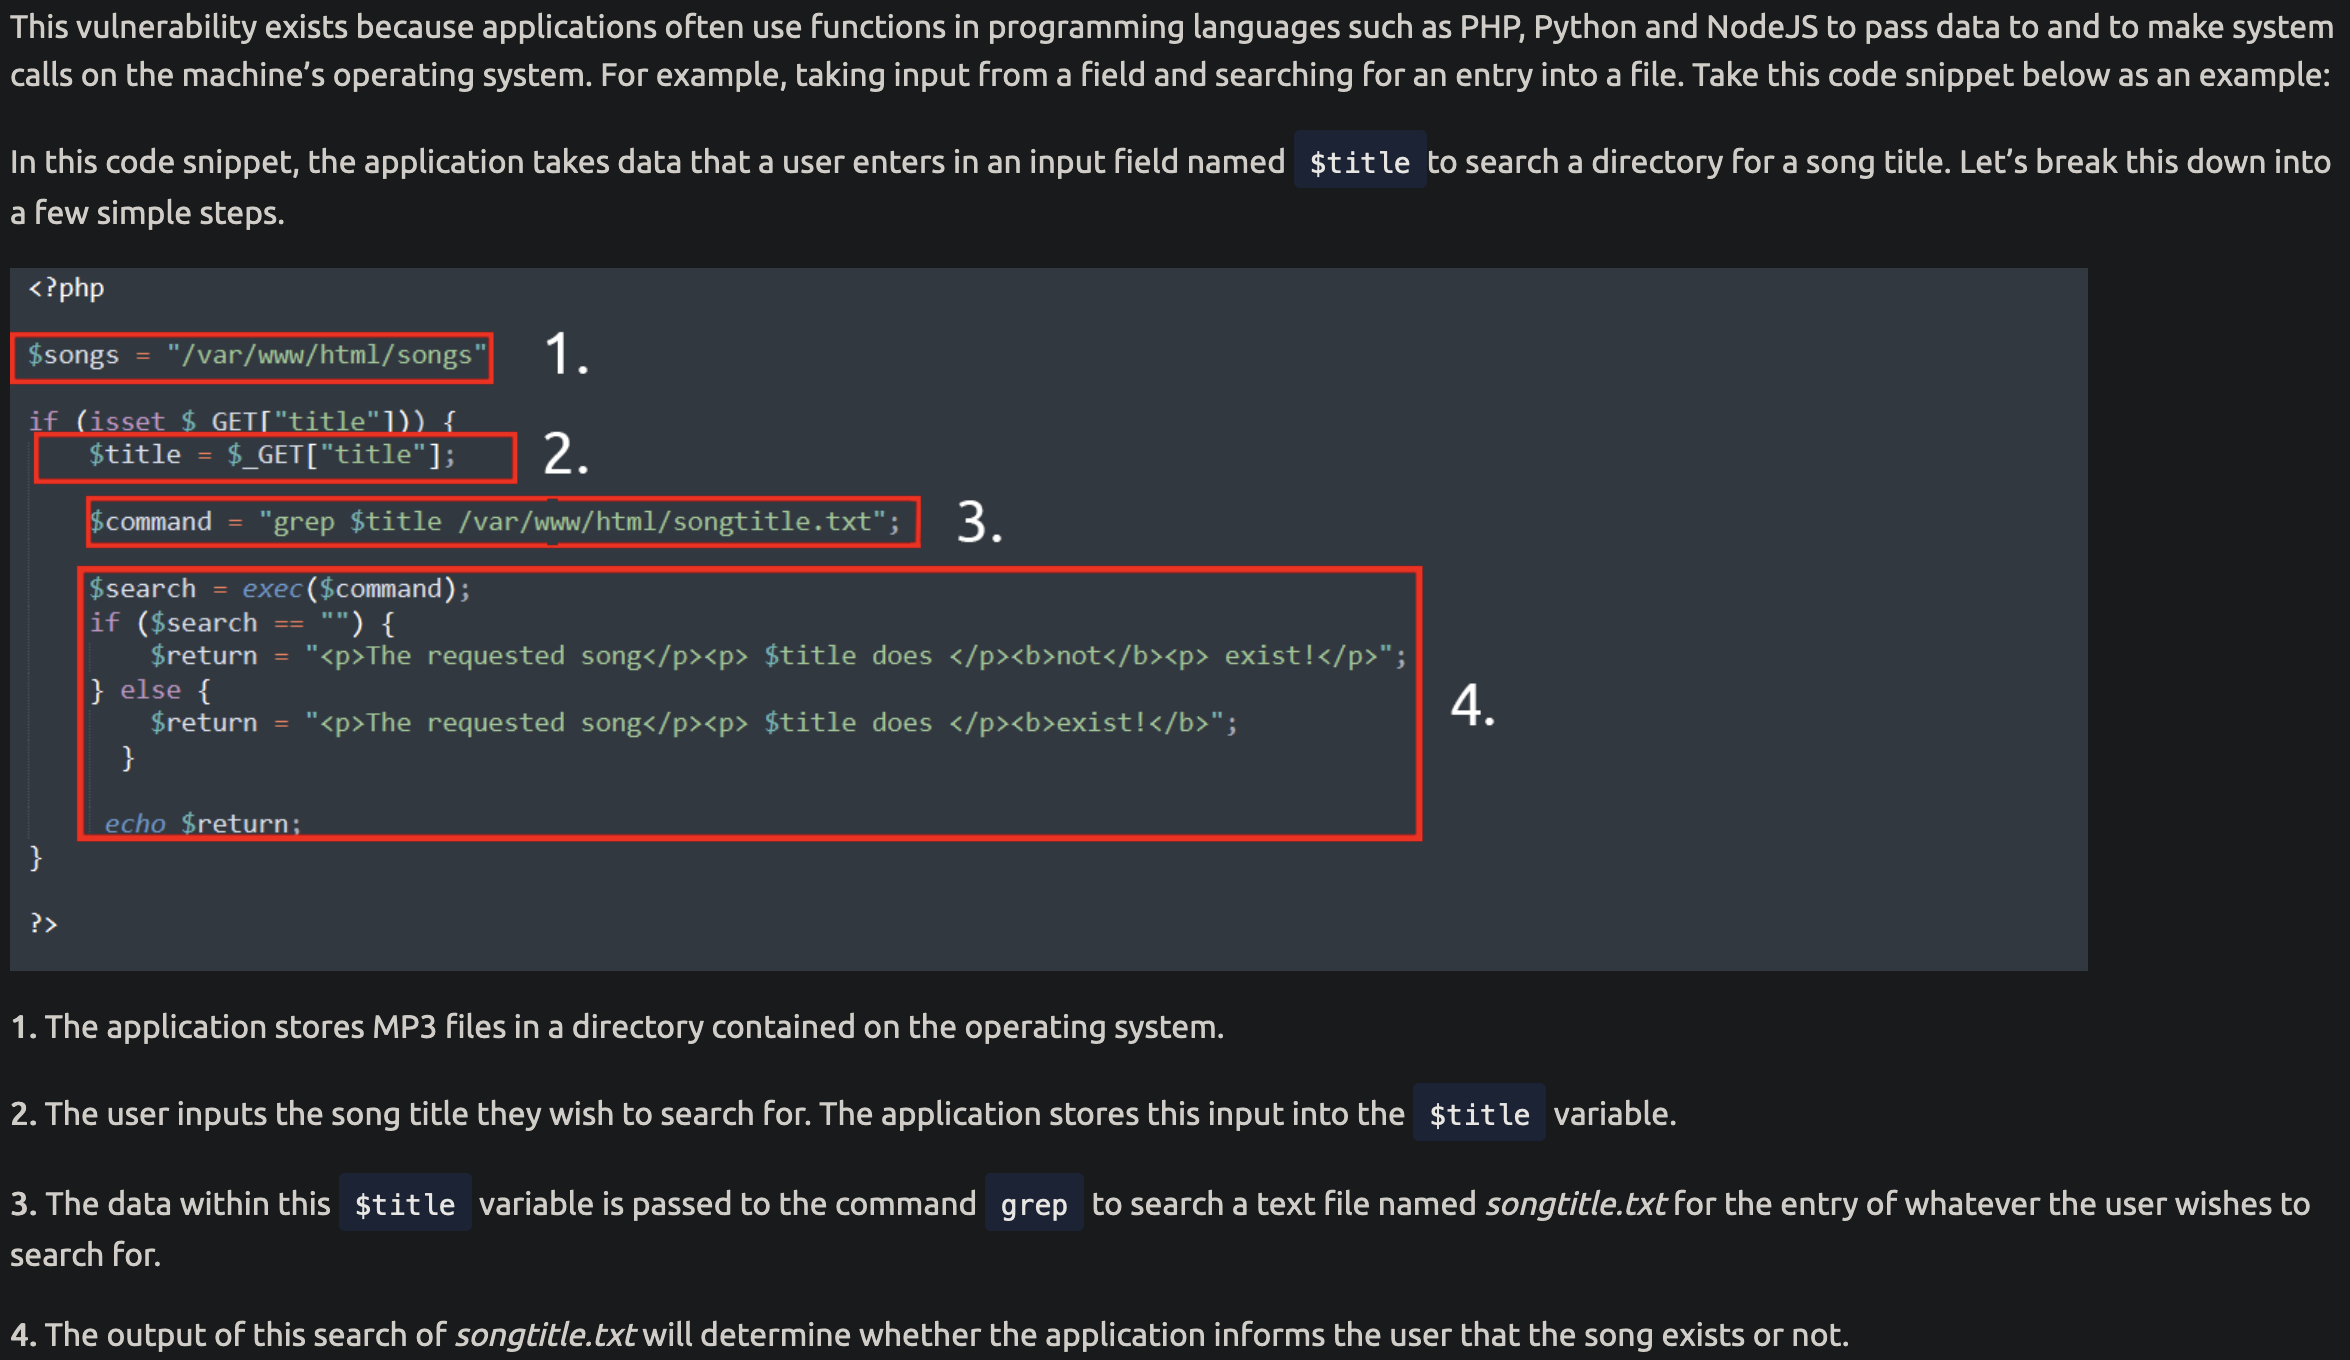 This vulnerability exists because applications often use functions in programming languages such as PHP, Python and NodeJS to pass data to and to make system
calls on the machine’s operating system. For example, taking input from a field and searching for an entry into a file. Take this code snippet below as an example:
In this code snippet, the application takes data that a user enters in an input field named $title to search a directory for a song title. Let’s break this down into
a few simple steps.
<?php
$songs = "/var/www/html/songs" 1.
if (isset $_GET["title"])) {
$title = $_GET["title"]; 2.
$command = "grep $title /var/www/html/songtitle.txt"; 3.
$search = exec($command);
if ($search == "") {
$return = "<p>The requested song</p><p> $title does </p><b>not</b><p> exist!</p>";
} else {
$return = "<p>The requested song</p><p> $title does </p><b>exist!</b>";
}
4.
echo $return;
}
?>
1. The application stores MP3 files in a directory contained on the operating system.
2. The user inputs the song title they wish to search for. The application stores this input into the $title variable.
3. The data within this $title variable is passed to the command grep to search a text file named songtitle.txt for the entry of whatever the user wishes to
search for.
4. The output of this search of songtitle.txt will determine whether the application informs the user that the song exists or not.